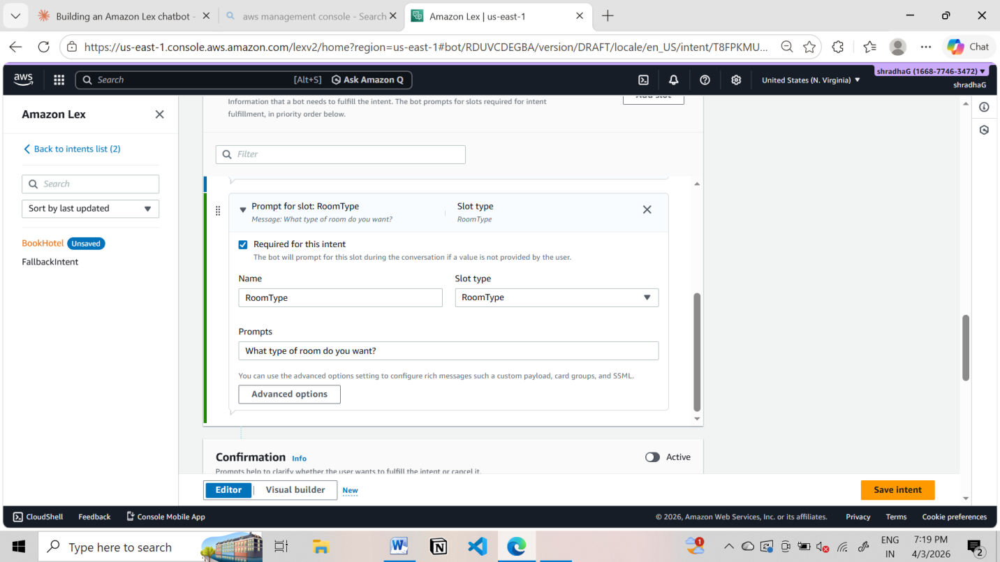 Building an Amazon Lex chatbot -
aws management console - Search
Amazon Lex | us-east-1
https://us-east-1.console.aws.amazon.com/lexv2/home?region=us-east-1#bot/RDUVCDEGBA/version/DRAFT/locale/en_US/intent/T8FPKMU...
Chat
aws
Search
[Alt+S]
Ask Amazon Q
United States (N. Virginia) ▼
shradhaG (1668-7746-3472) ▼
shradhaG
Amazon Lex
Back to intents list (2)
Search
Sort by last updated
BookHotel Unsaved
FallbackIntent
Information that a bot needs to fulfill the intent. The bot prompts for slots required for intent
fulfillment, in priority order below.
Add slot
Filter
Prompt for slot: RoomType
Message: What type of room do you want?
Slot type
RoomType
Required for this intent
The bot will prompt for this slot during the conversation if a value is not provided by the user.
Name
RoomType
Slot type
RoomType
Prompts
What type of room do you want?
You can use the advanced options setting to configure rich messages such a custom payload, card groups, and SSML.
Advanced options
Confirmation Info
Active
Prompts help to clarify whether the user wants to fulfill the intent or cancel it.
Editor
Visual builder
New
Save intent
CloudShell
Feedback
Console Mobile App
© 2026, Amazon Web Services, Inc. or its affiliates.
Privacy
Terms
Cookie preferences
Type here to search
1
ENG
IN
7:19 PM
4/3/2026
2